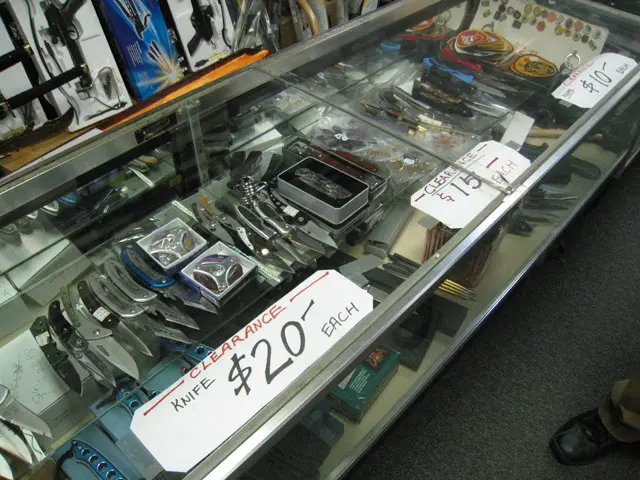 CLEARANCE
KNIFE $20- EACH
CLEARANCE
$15- EACH
$10-
EACH